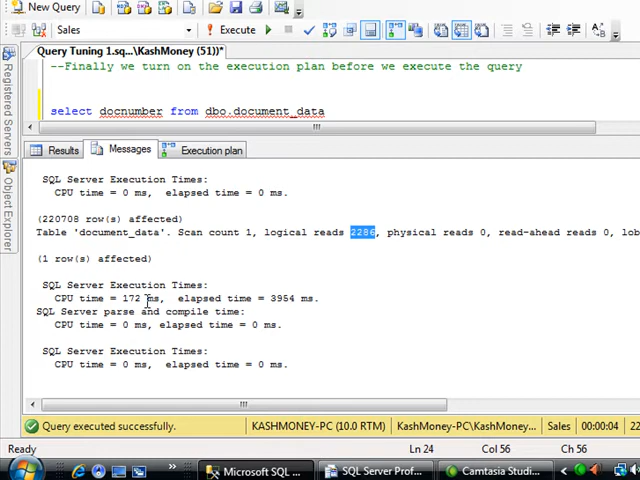 New Query
Sales
Execute
Query Tuning 1.sq...\KashMoney (51))*
--Finally we turn on the execution plan before we execute the query
select docnumber from dbo.document_data
Registered Servers
Object Explorer
Results
Messages
Execution plan
SQL Server Execution Times:
CPU time = 0 ms, elapsed time = 0 ms.
(220708 row(s) affected)
Table 'document_data'. Scan count 1, logical reads 2286, physical reads 0, read-ahead reads 0, lob
(1 row(s) affected)
SQL Server Execution Times:
CPU time = 172 ms, elapsed time = 3954 ms.
SQL Server parse and compile time:
CPU time = 0 ms, elapsed time = 0 ms.
SQL Server Execution Times:
CPU time = 0 ms, elapsed time = 0 ms.
Query executed successfully.
KASHMONEY-PC (10.0 RTM)
KashMoney-PC\KashMoney...
Sales
00:00:04
22
Ln 24
Col 56
Ch 56
Microsoft SQL ...
SQL Server Prof...
Camtasia Studi...